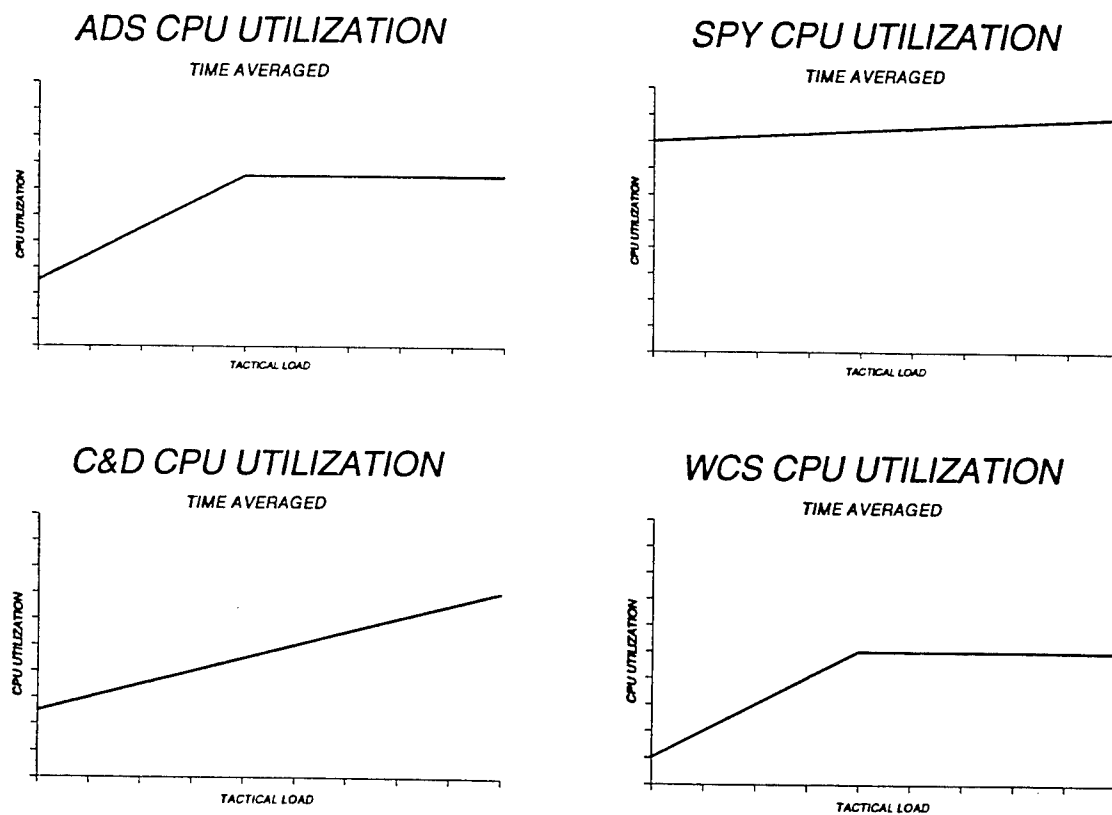 ADS CPU UTILIZATION
TIME AVERAGED
CPU UTILIZATION
TACTICAL LOAD
SPY CPU UTILIZATION
TIME AVERAGED
CPU UTILIZATION
TACTICAL LOAD
C&D CPU UTILIZATION
TIME AVERAGED
CPU UTILIZATION
TACTICAL LOAD
WCS CPU UTILIZATION
TIME AVERAGED
CPU UTILIZATION
TACTICAL LOAD